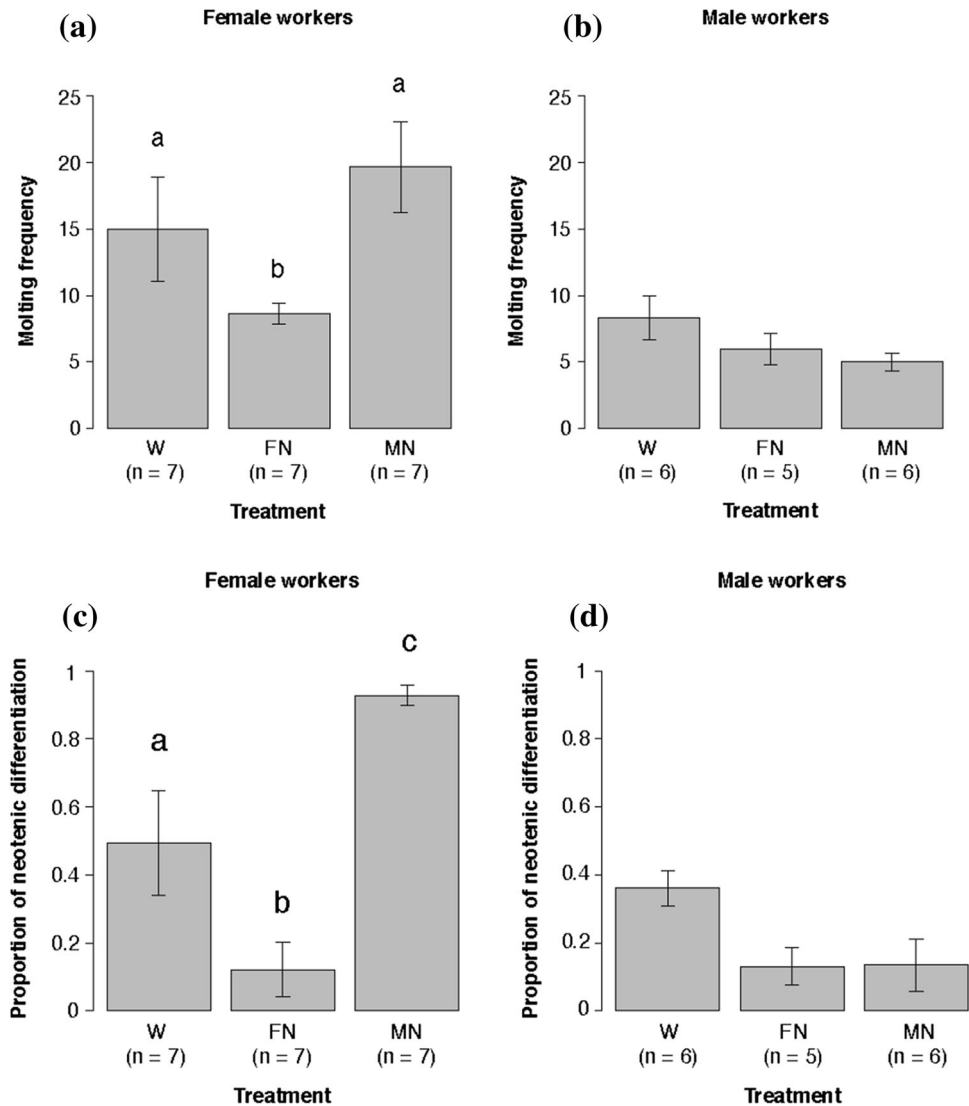 (a)
Female workers
Molting frequency
25
20
15
10
5
0
a
b
a
W
FN
MN
(n = 7)
(n = 7)
(n = 7)
Treatment
(b)
Male workers
Molting frequency
25
20
15
10
5
0
W
FN
MN
(n = 6)
(n = 5)
(n = 6)
Treatment
(c)
Female workers
Proportion of neotenic differentiation
1
0.8
0.6
0.4
0.2
0
a
b
c
W
FN
MN
(n = 7)
(n = 7)
(n = 7)
Treatment
(d)
Male workers
Proportion of neotenic differentiation
1
0.8
0.6
0.4
0.2
0
W
FN
MN
(n = 6)
(n = 5)
(n = 6)
Treatment